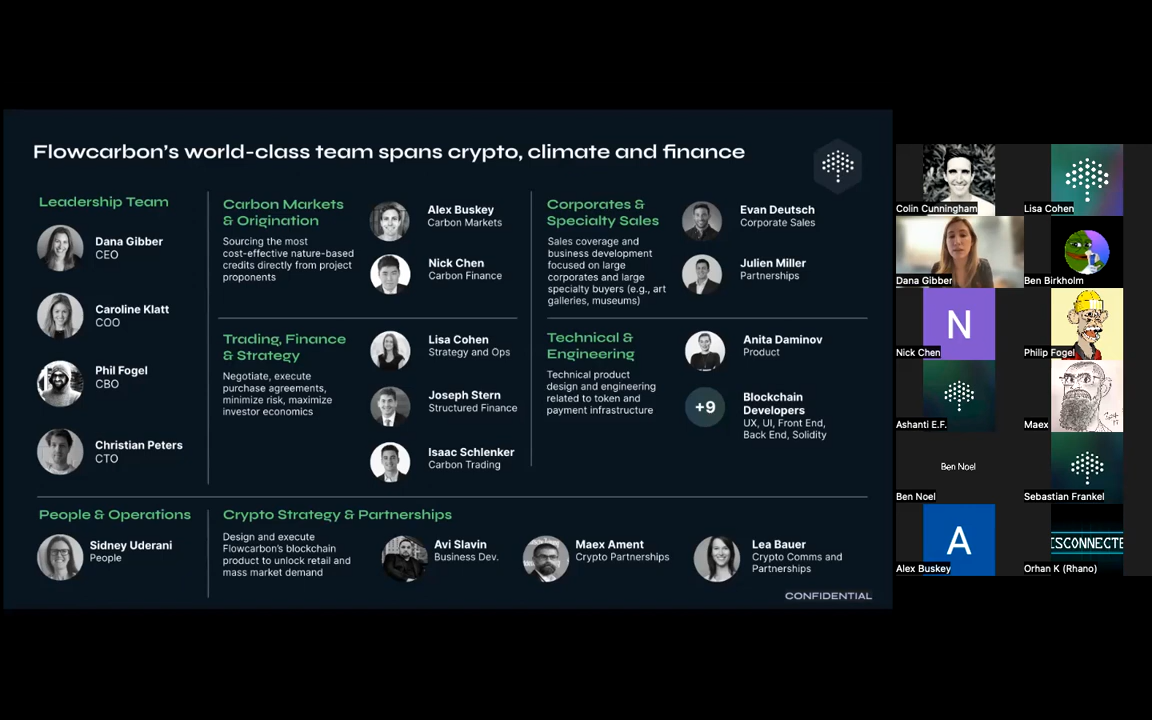 Flowcarbon's world-class team spans crypto, climate and finance
Leadership Team
Dana Gibber
CEO
Caroline Klatt
COO
Phil Fogel
CBO
Christian Peters
CTO
Carbon Markets
& Origination
Sourcing the most
cost-effective nature-based
credits directly from project
proponents
Alex Buskey
Carbon Markets
Nick Chen
Carbon Finance
Corporates &
Specialty Sales
Sales coverage and
business development
focused on large
corporates and large
specialty buyers (e.g., art
galleries, museums)
Evan Deutsch
Corporate Sales
Julien Miller
Partnerships
Trading, Finance
& Strategy
Negotiate, execute
purchase agreements,
minimize risk, maximize
investor economics
Lisa Cohen
Strategy and Ops
Joseph Stern
Structured Finance
Isaac Schlenker
Carbon Trading
Technical &
Engineering
Technical product
design and engineering
related to token and
payment infrastructure
Anita Daminov
Product
+9
Blockchain
Developers
UX, UI, Front End,
Back End, Solidity
People & Operations
Sidney Uderani
People
Crypto Strategy & Partnerships
Design and execute
Flowcarbon's blockchain
product to unlock retail and
mass market demand
Avi Slavin
Business Dev.
Maex Ament
Crypto Partnerships
Lea Bauer
Crypto Comms and
Partnerships
CONFIDENTIAL
Colin Cunningham
Lisa Cohen
Dana Gibber
Ben Birkholm
N
Nick Chen
Philip Fogel
Ashanti E.F.
Maex
Ben Noel
Ben Noel
Sebastian Frankel
A
Alex Buskey
ISCONNECTE
Orhan K (Rhano)